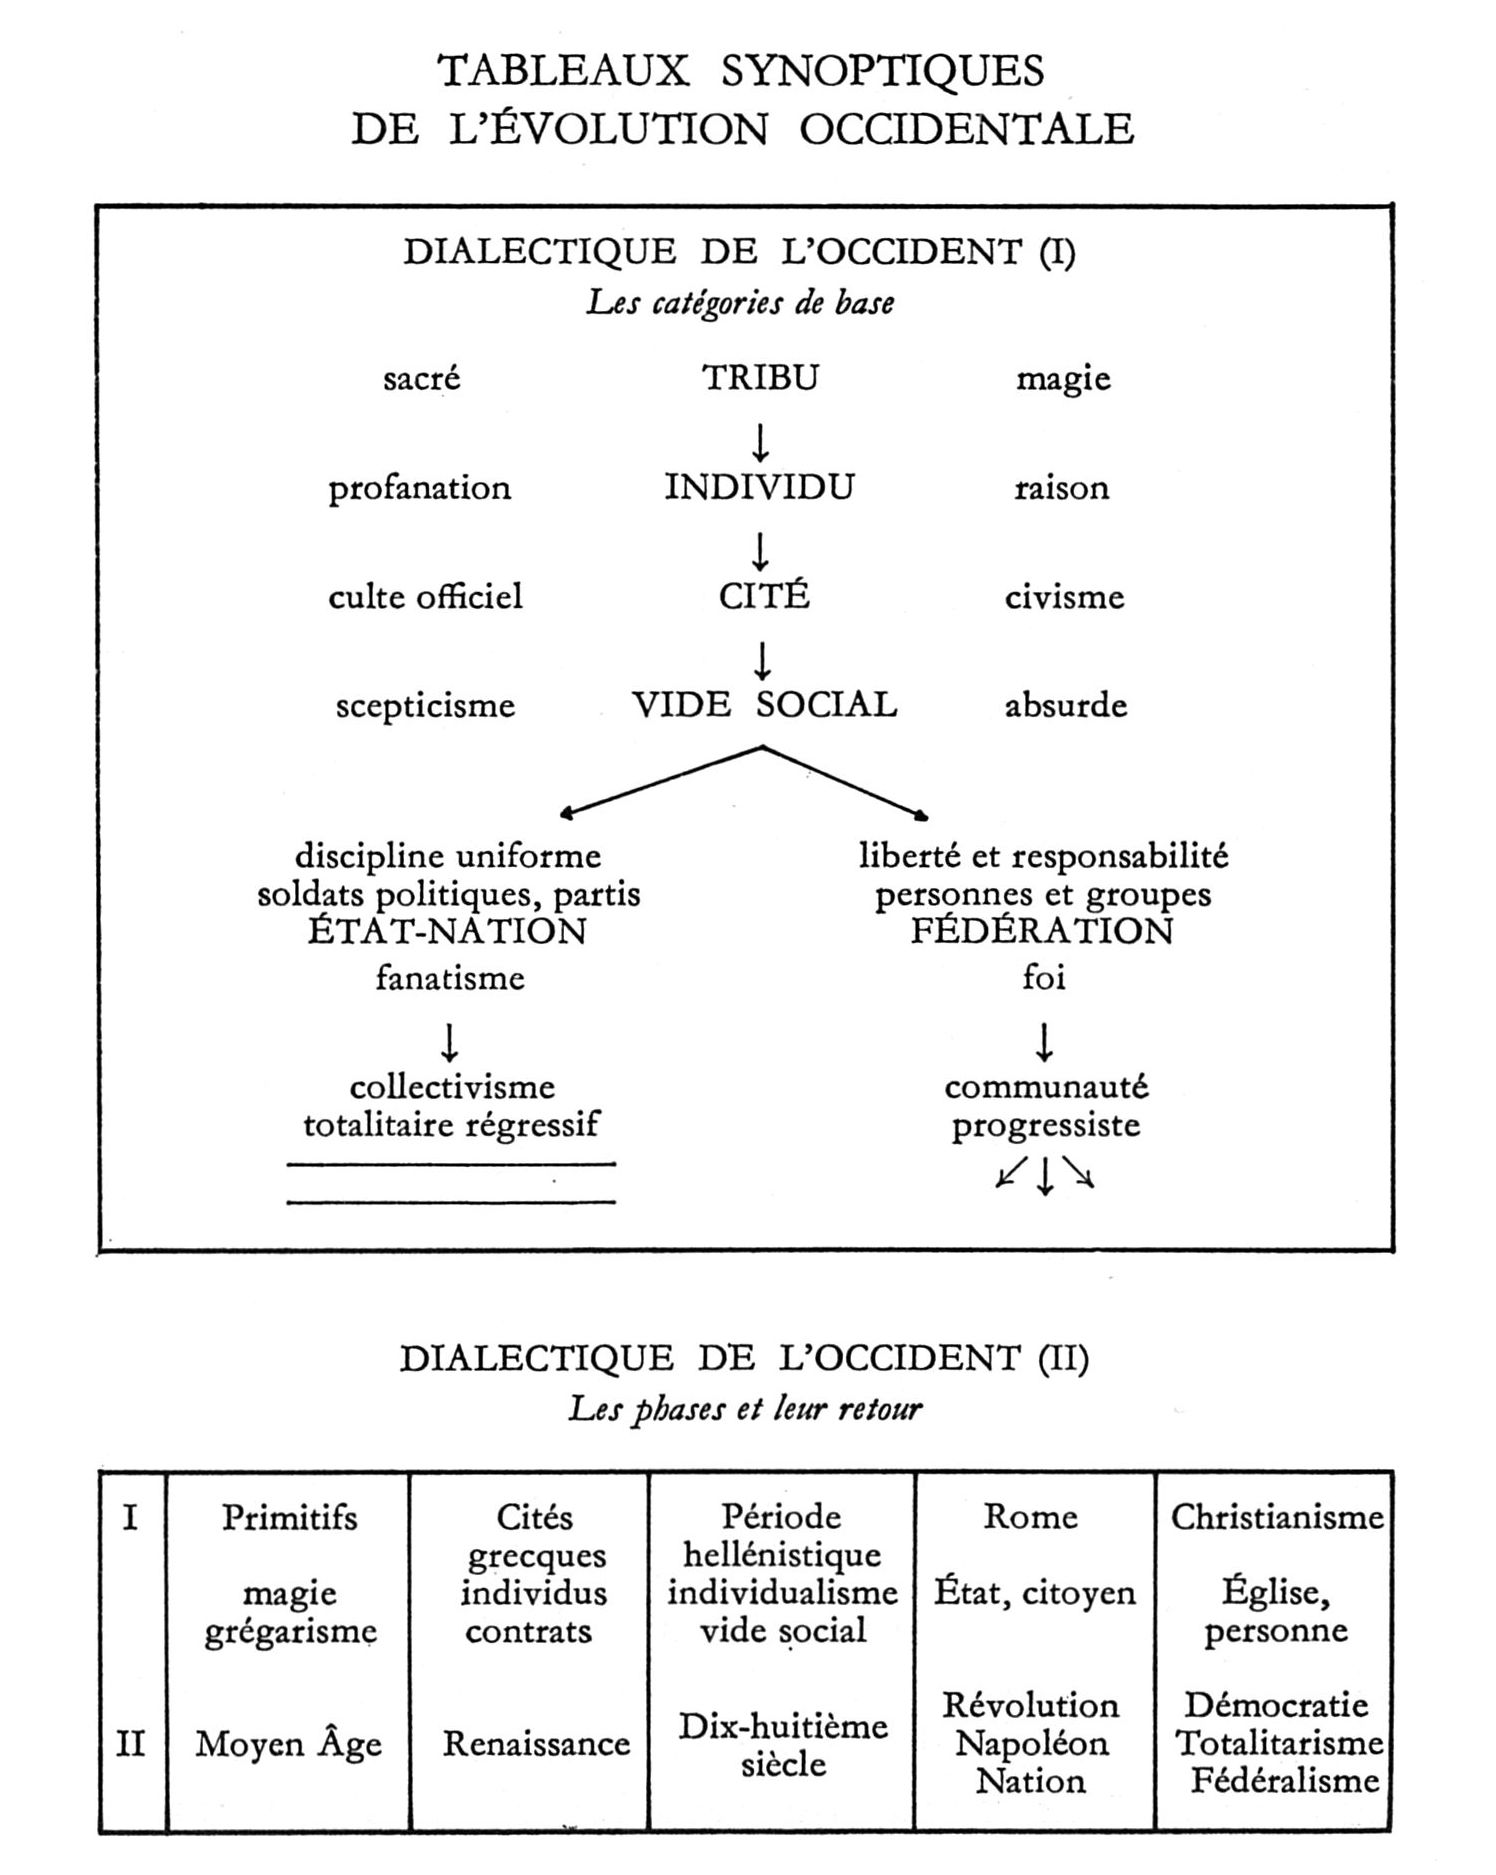 TABLEAUX SYNOPTIQUES
DE L'ÉVOLUTION OCCIDENTALE
DIALECTIQUE DE L'OCCIDENT (I)
Les catégories de base
sacré TRIBU magie
profanation INDIVIDU raison
culte officiel CITÉ civisme
scepticisme VIDE SOCIAL absurde
discipline uniforme
soldats politiques, partis
ÉTAT-NATION
fanatisme
collectivisme
totalitaire régressif
liberté et responsabilité
personnes et groupes
FÉDÉRATION
foi
communauté
progressiste
DIALECTIQUE DE L'OCCIDENT (II)
Les phases et leur retour
I
Primitifs
magie
grégarisme
Cités
grecques
individus
contrats
Période
hellénistique
individualisme
vide social
Rome
État, citoyen
Christianisme
Église,
personne
II
Moyen Âge
Renaissance
Dix-huitième
siècle
Révolution
Napoléon
Nation
Démocratie
Totalitarisme
Fédéralisme